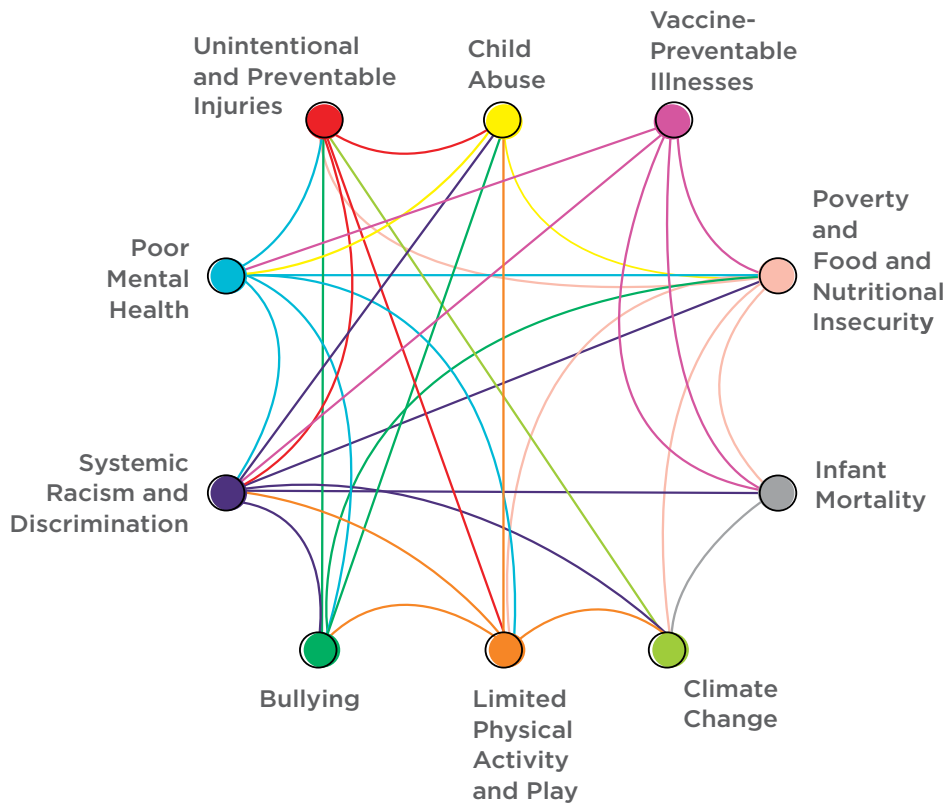 Unintentional
and Preventable
Injuries
Child
Abuse
Vaccine-
Preventable
Illnesses
Poor
Mental
Health
Poverty
and
Food and
Nutritional
Insecurity
Systemic
Racism and
Discrimination
Infant
Mortality
Bullying
Limited
Physical
Activity
and Play
Climate
Change